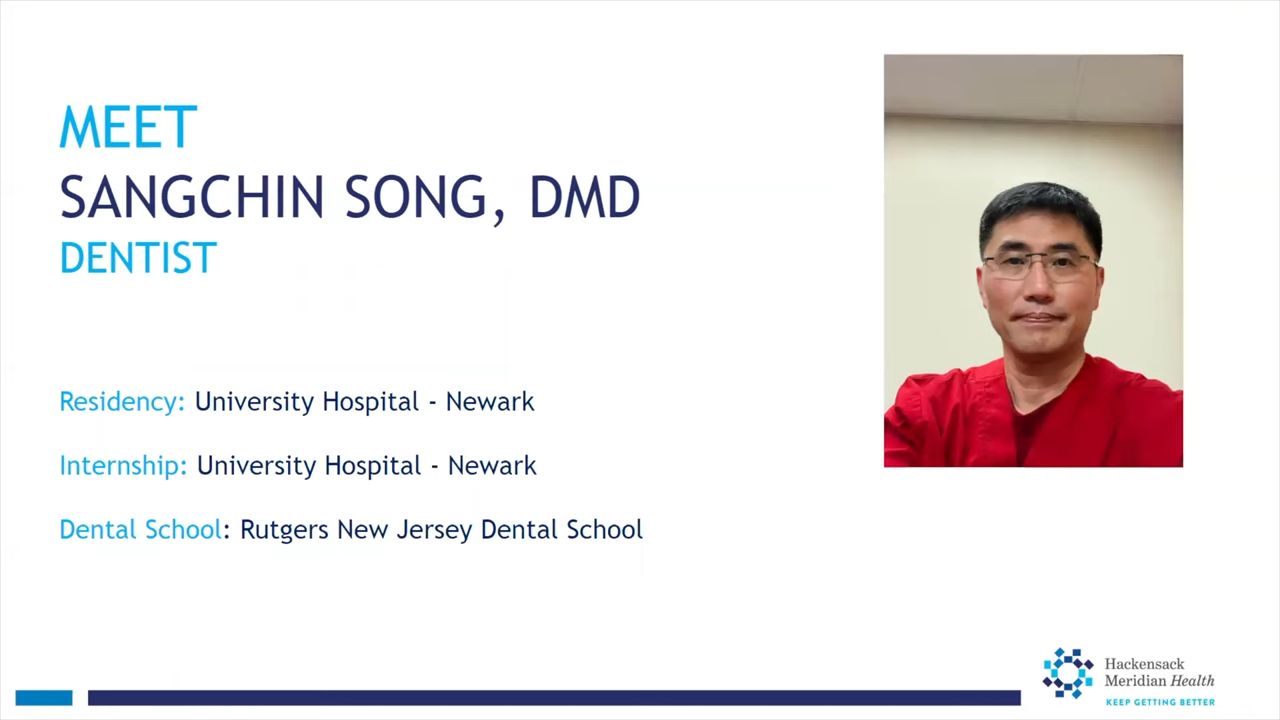 MEET
SANGCHIN SONG, DMD
DENTIST
Residency: University Hospital - Newark
Internship: University Hospital - Newark
Dental School: Rutgers New Jersey Dental School
Hackensack
Meridian Health
KEEP GETTING BETTER